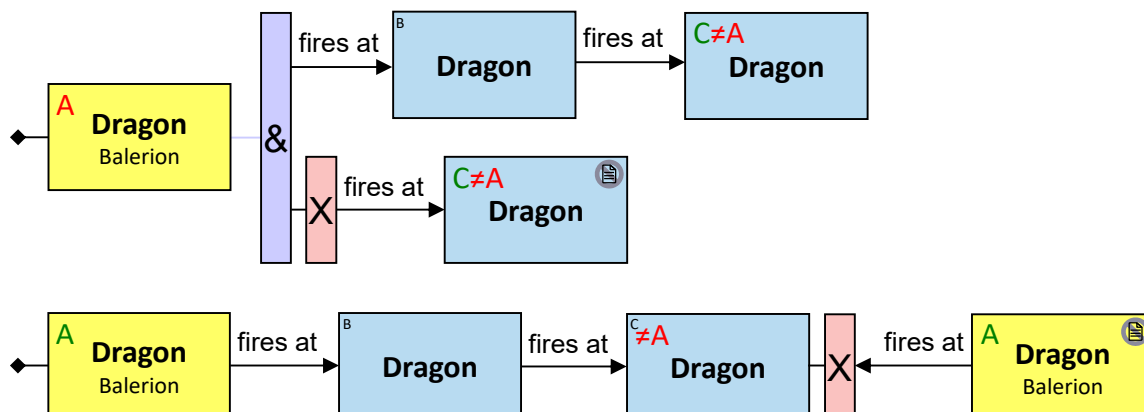 B
fires at
Dragon
fires at
C≠A
Dragon
A
Dragon
Balerion
&
X
fires at
C≠A
Dragon
A
Dragon
Balerion
fires at
B
Dragon
fires at
C≠A
Dragon
X
fires at
A
Dragon
Balerion